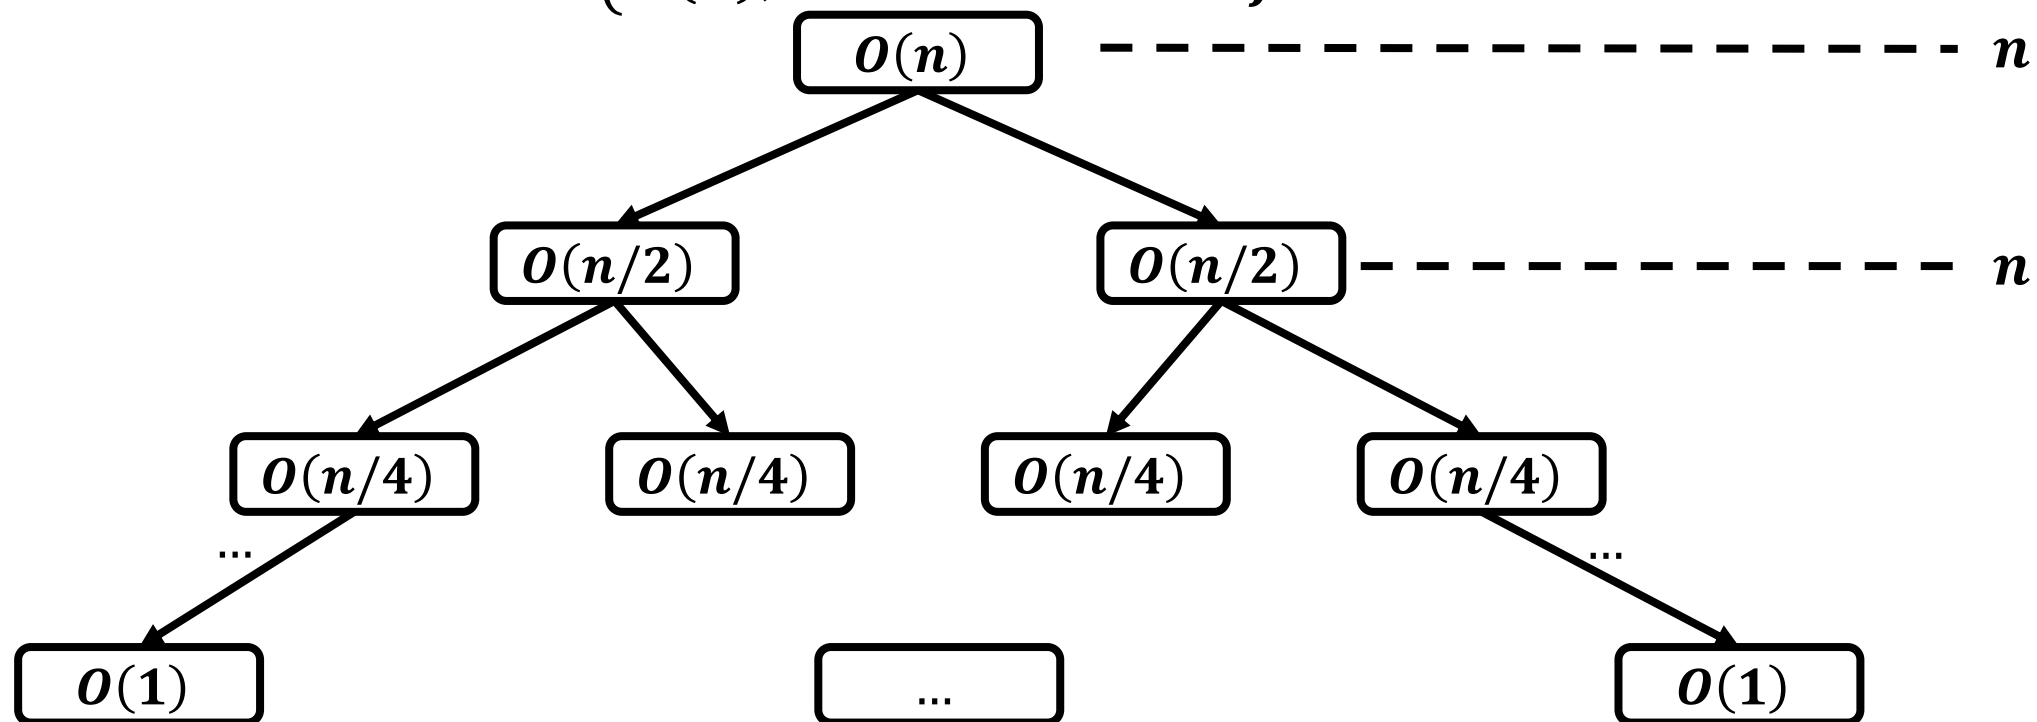 O(n) n
O(n/2) O(n/2) n
O(n/4) O(n/4) O(n/4) O(n/4)
... ...
O(1) ... O(1)